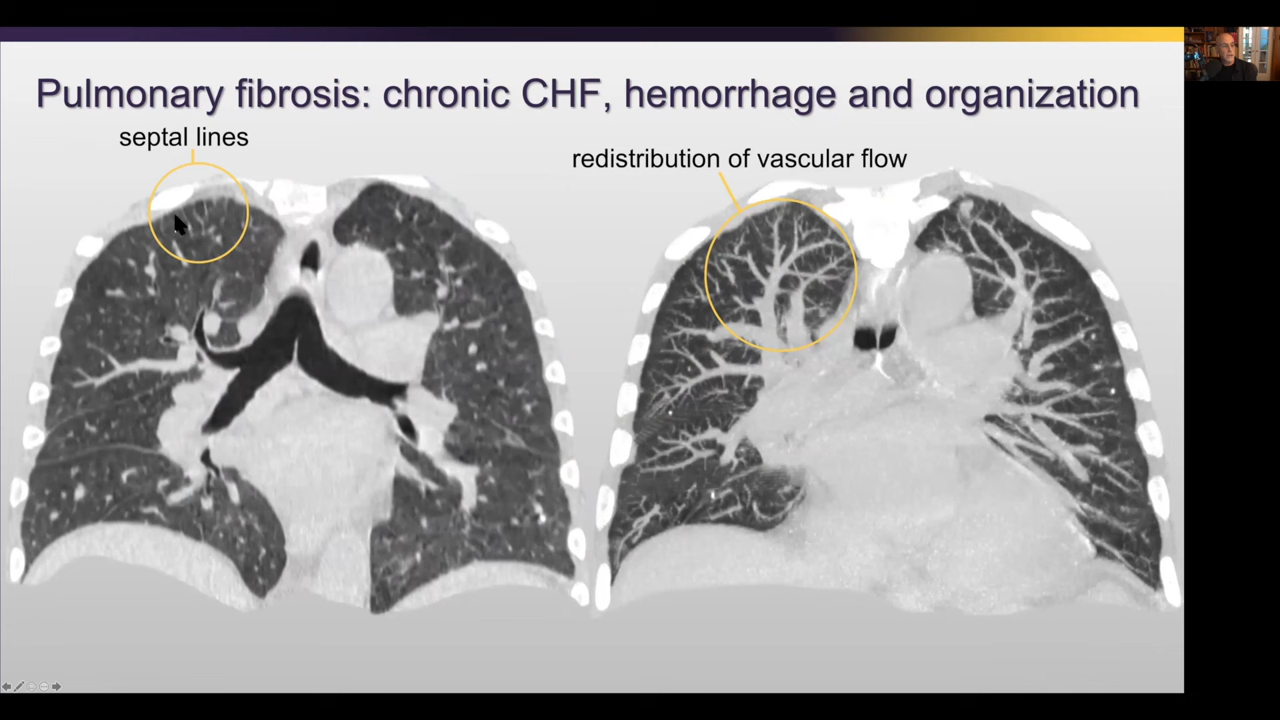 Pulmonary fibrosis: chronic CHF, hemorrhage and organization
septal lines
redistribution of vascular flow